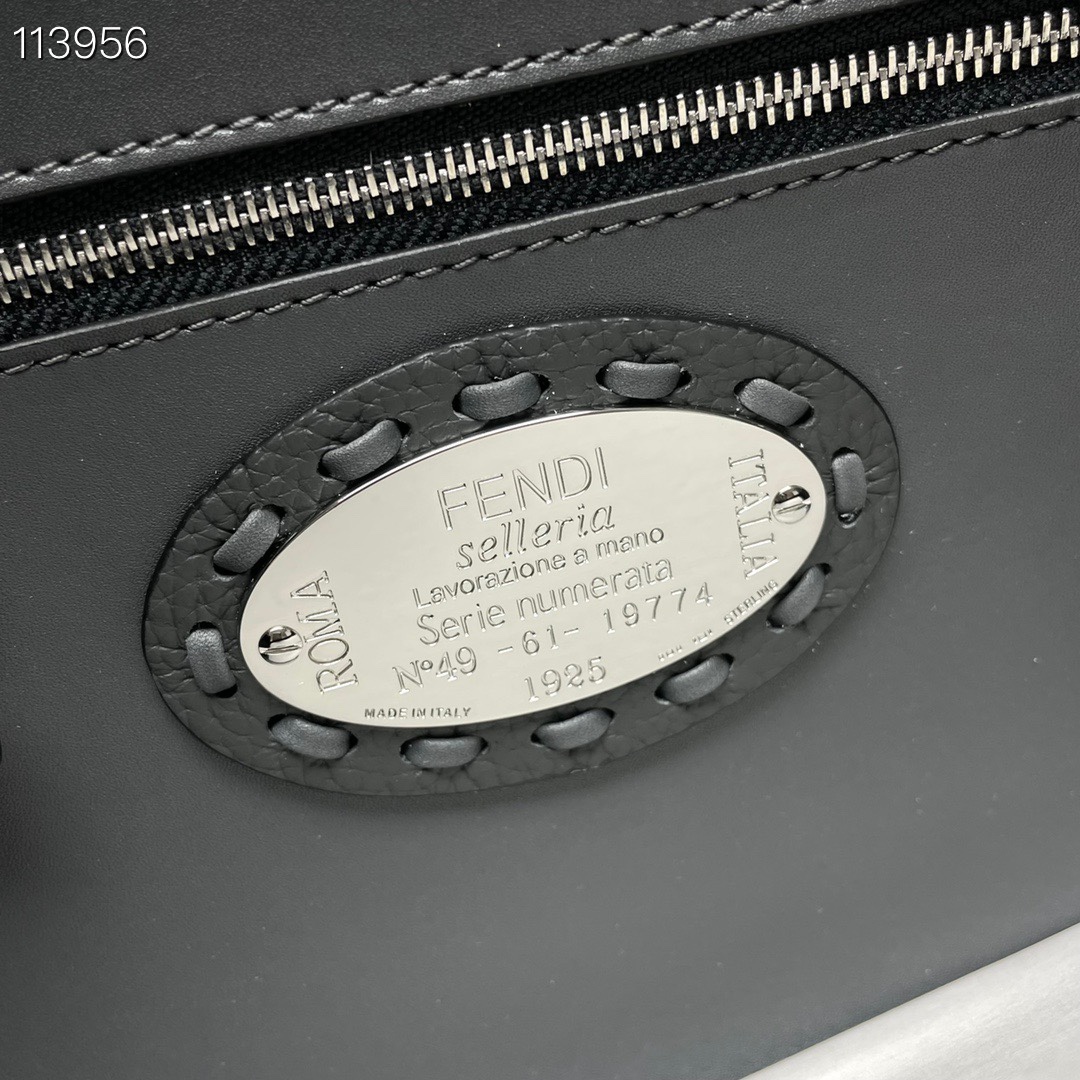 113956
FENDI
selleria
Lavorazione a mano
Serie numerata
Nº49 -61- 19774
1925
ROMA
ITALIA
MADE IN ITALY
STERLING